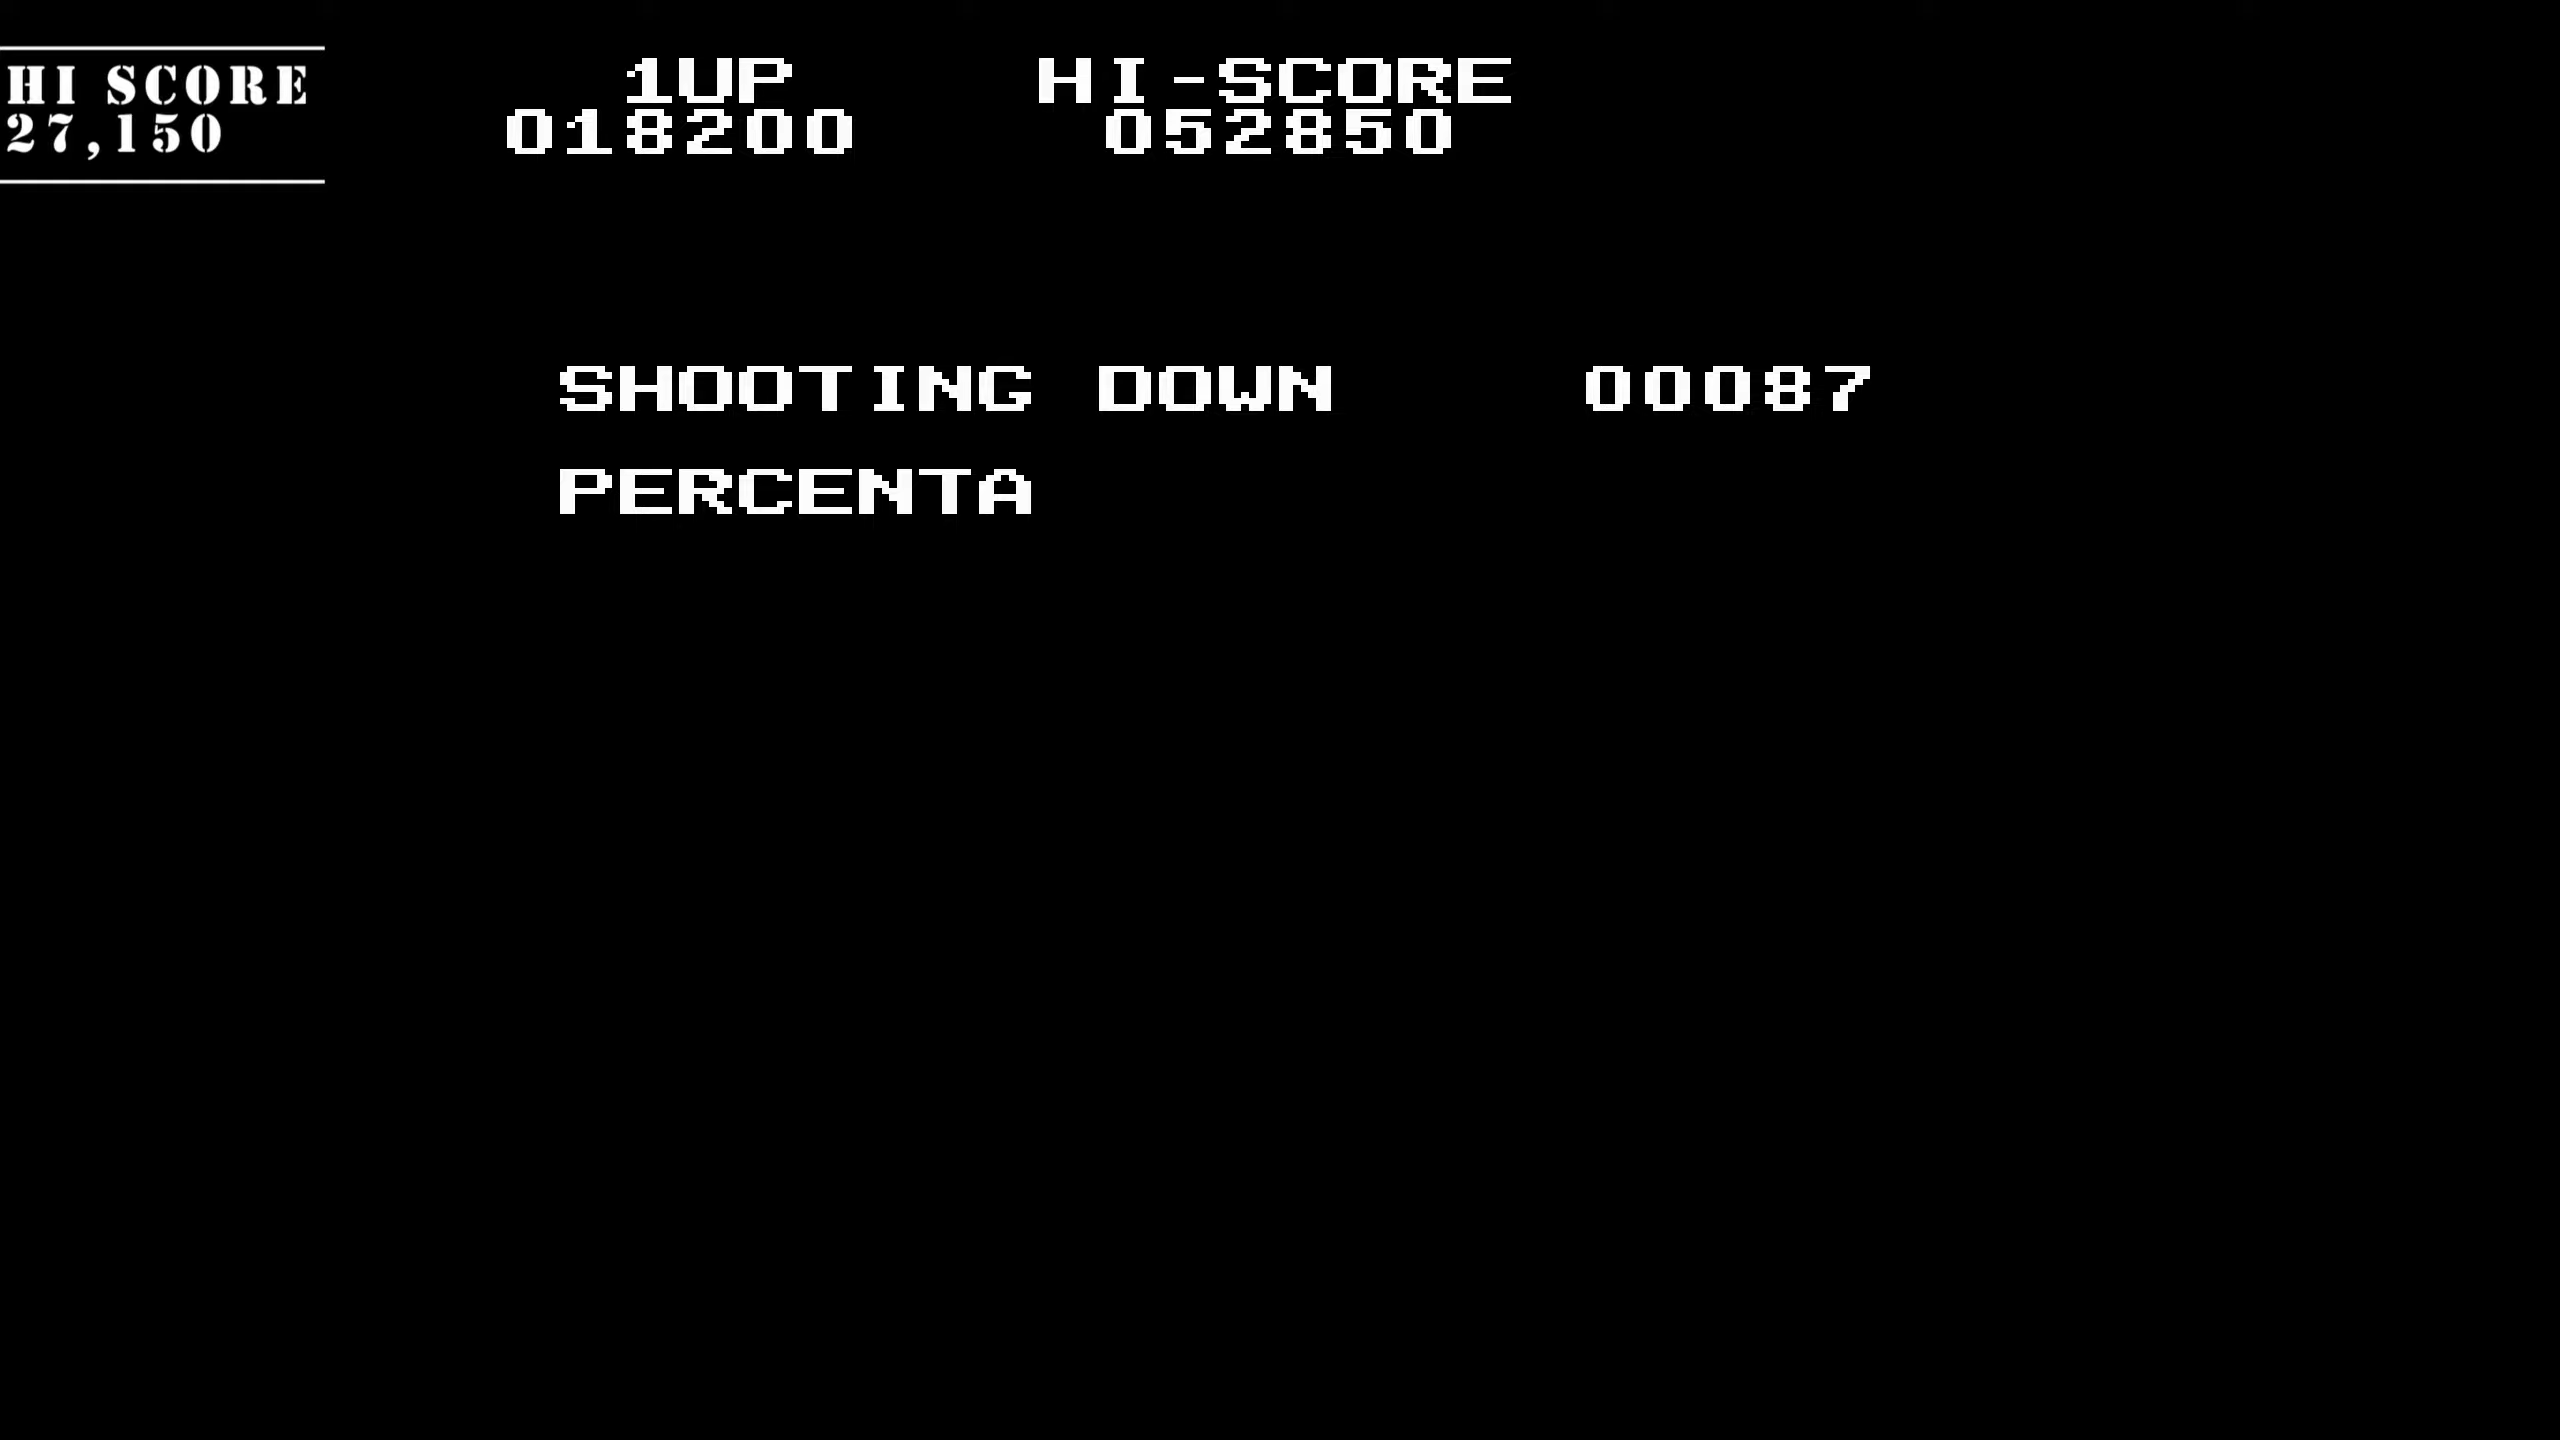 HI SCORE
27,150
1UP HI-SCORE
018200 052850
SHOOTING DOWN 00087
PERCENTA